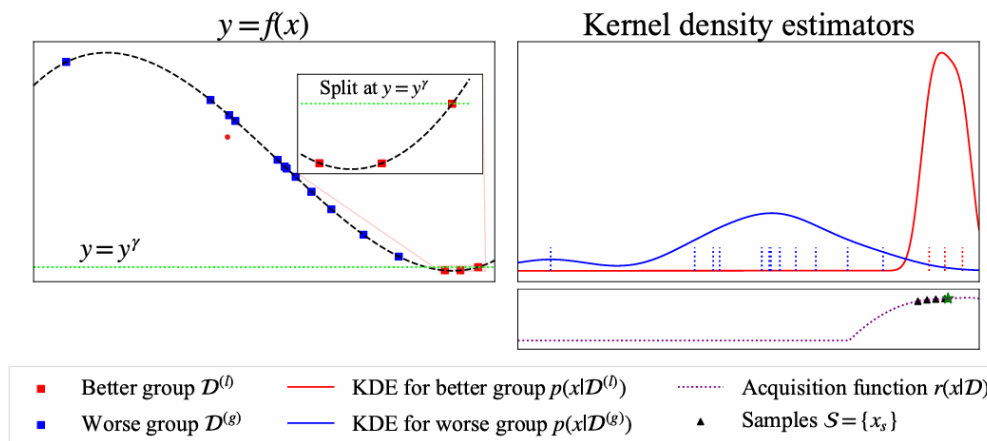 y = f(x)
Kernel density estimators
Split at y = y^γ
y = y^γ
Better group 𝒟^(l)
KDE for better group p(x|𝒟^(l))
Acquisition function r(x|𝒟)
Worse group 𝒟^(g)
KDE for worse group p(x|𝒟^(g))
Samples 𝒮 = {x_s}